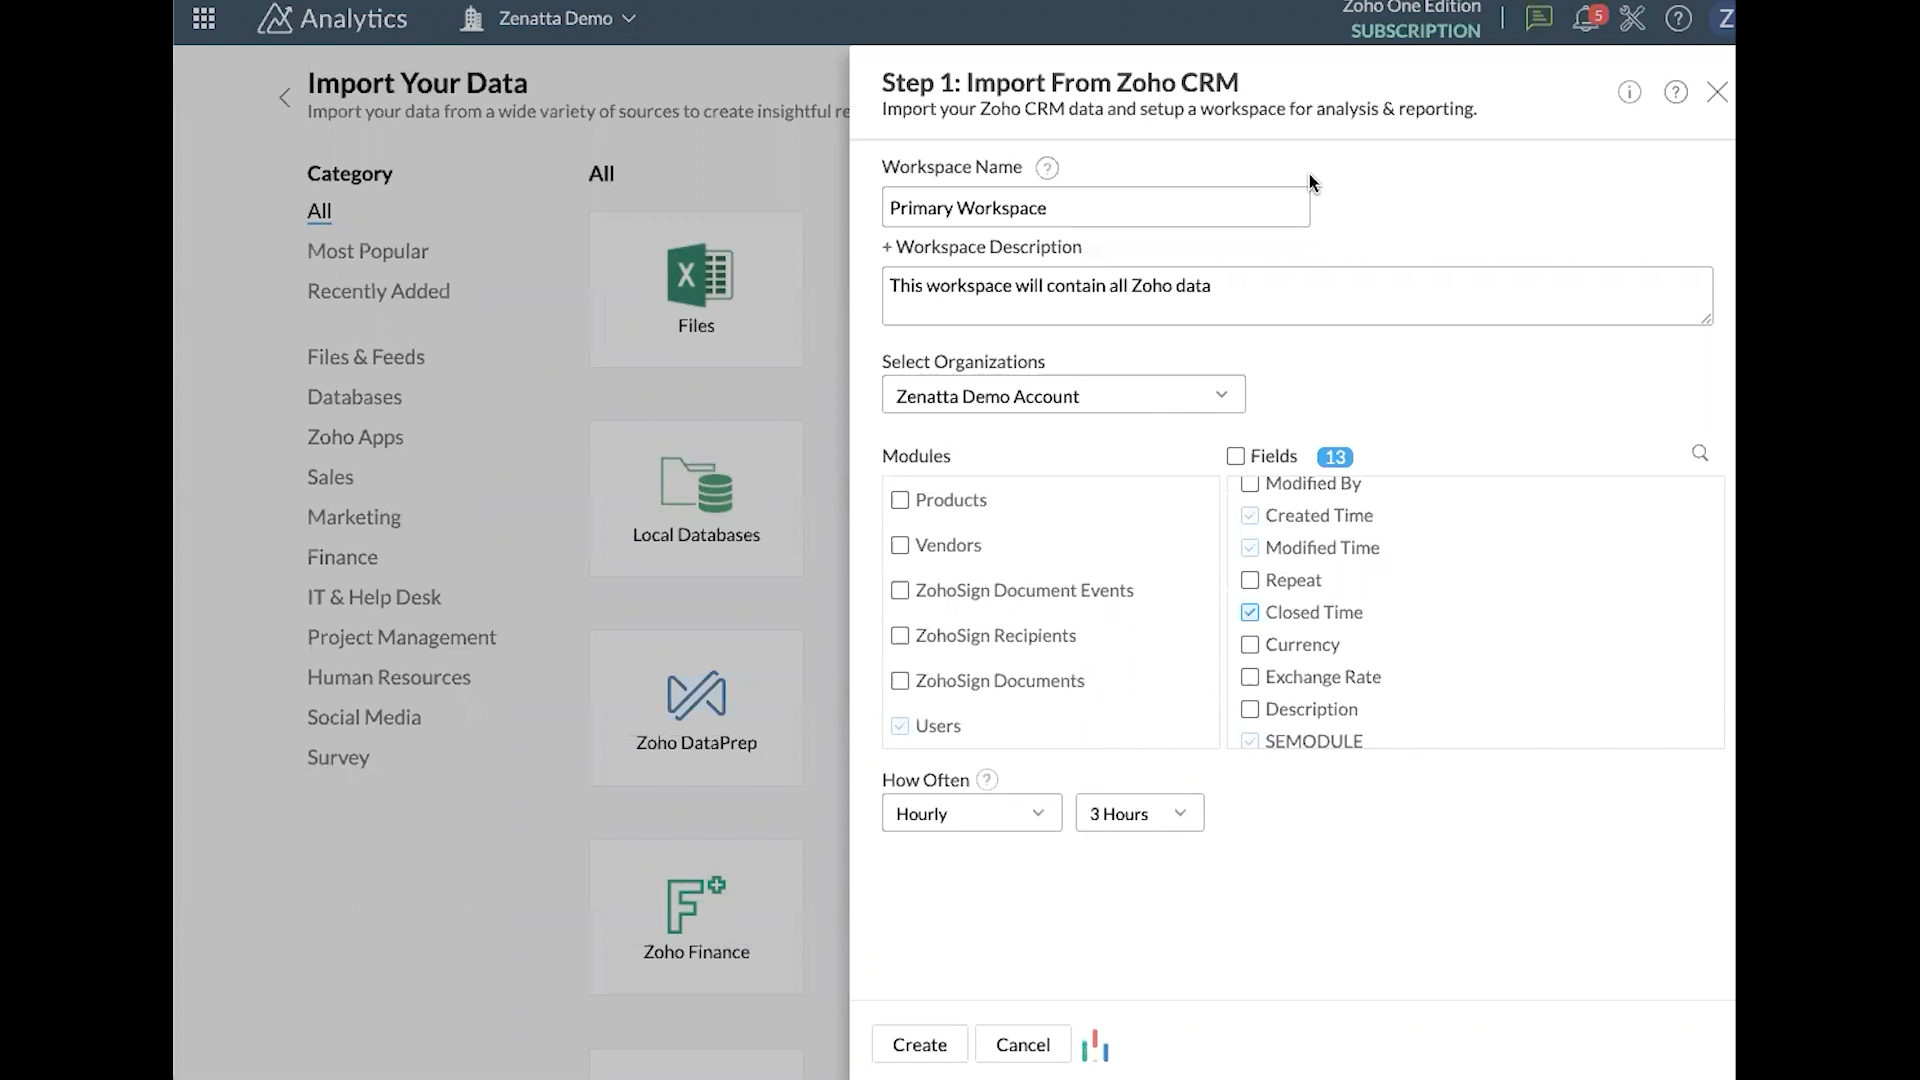 Analytics
Zenatta Demo
Zoho One Edition
SUBSCRIPTION
5
Z
Import Your Data
Import your data from a wide variety of sources to create insightful re
Category
All
Most Popular
Recently Added
Files & Feeds
Databases
Zoho Apps
Sales
Marketing
Finance
IT & Help Desk
Project Management
Human Resources
Social Media
Survey
All
X
Files
Local Databases
Zoho DataPrep
Zoho Finance
Step 1: Import From Zoho CRM
Import your Zoho CRM data and setup a workspace for analysis & reporting.
Workspace Name ?
Primary Workspace
+ Workspace Description
This workspace will contain all Zoho data
Select Organizations
Zenatta Demo Account
Modules
Products
Vendors
ZohoSign Document Events
ZohoSign Recipients
ZohoSign Documents
Users
Fields 13
Modified By
Created Time
Modified Time
Repeat
Closed Time
Currency
Exchange Rate
Description
SEMODULE
How Often ?
Hourly
3 Hours
Create
Cancel